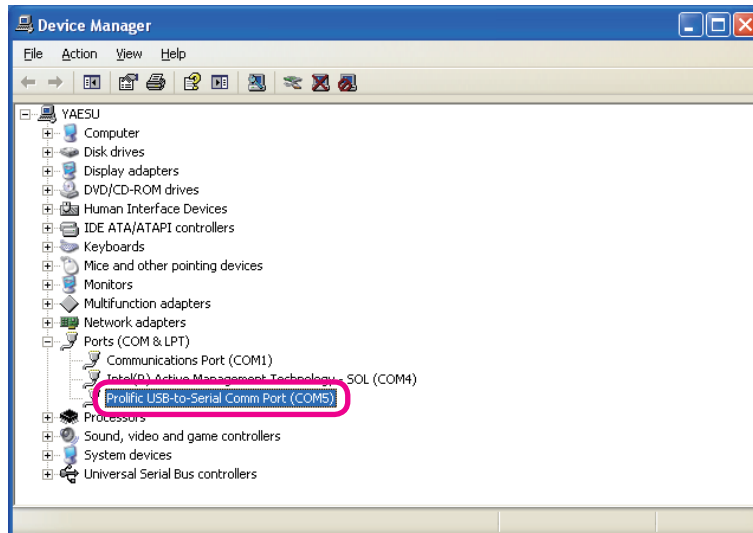 Device Manager
File Action View Help
YAESU
Computer
Disk drives
Display adapters
DVD/CD-ROM drives
Human Interface Devices
IDE ATA/ATAPI controllers
Keyboards
Mice and other pointing devices
Monitors
Multifunction adapters
Network adapters
Ports (COM & LPT)
Communications Port (COM1)
Intel(R) Active Management Technology - SOL (COM4)
Prolific USB-to-Serial Comm Port (COM5)
Processors
Sound, video and game controllers
System devices
Universal Serial Bus controllers